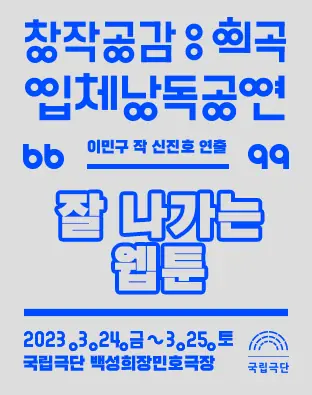 창작공감:희곡
입체낭독공연
이민구 작 신진호 연출
잘 나가는
웹툰
2023.3.24.금~3.25.토
국립극단 백성희장민호극장
국립극단